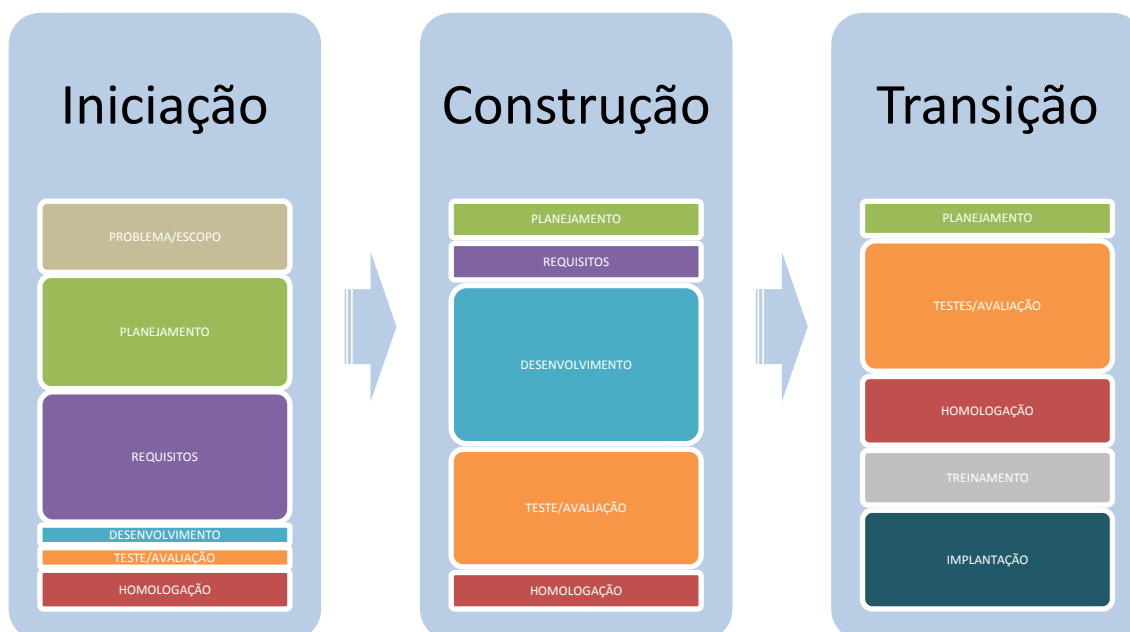 Iniciação
PROBLEMA/ESCOPO
PLANEJAMENTO
REQUISITOS
DESENVOLVIMENTO
TESTE/AVALIAÇÃO
HOMOLOGAÇÃO
Construção
PLANEJAMENTO
REQUISITOS
DESENVOLVIMENTO
TESTE/AVALIAÇÃO
HOMOLOGAÇÃO
Transição
PLANEJAMENTO
TESTES/AVALIAÇÃO
HOMOLOGAÇÃO
TREINAMENTO
IMPLANTAÇÃO